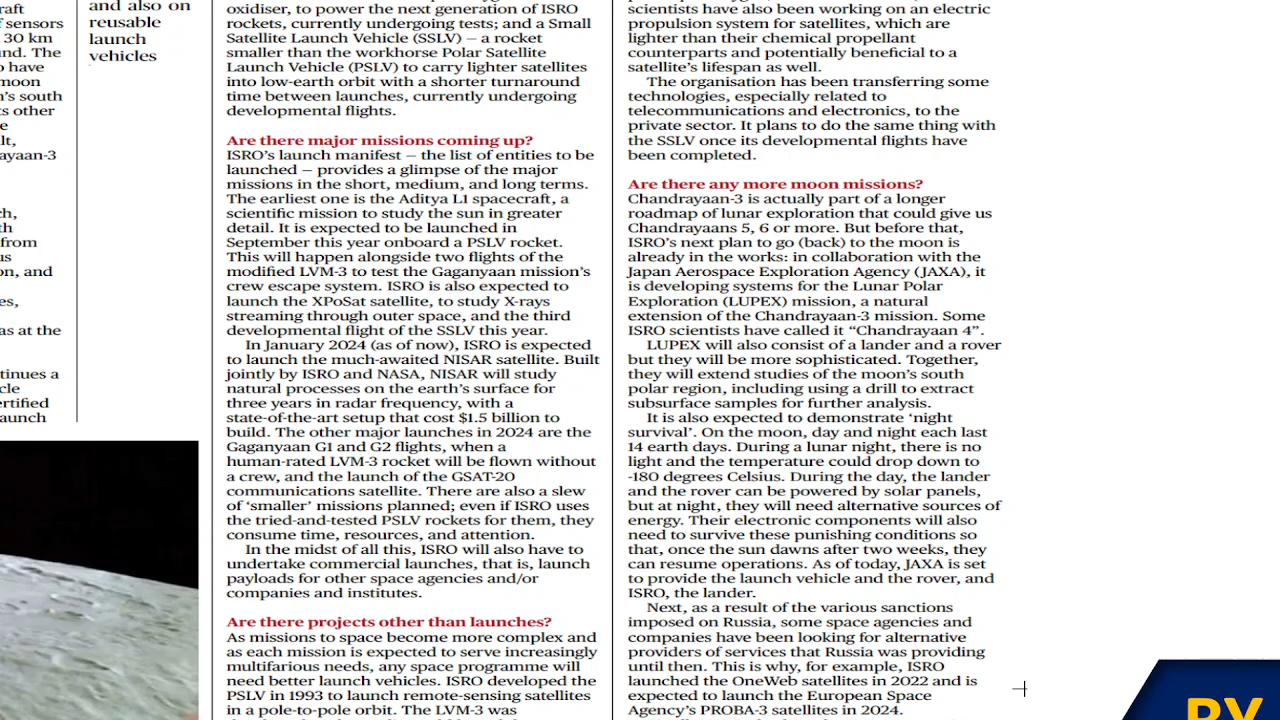 raft
f sensors
30 km
und. The
o have
moon
n's south
ts other
e
lt,
rayaan-3
ch,
th
from
us
on, and
es,
as at the
tinues a
cle
ertified
launch
and also on
reusable
launch
vehicles
oxidiser, to power the next generation of ISRO
rockets, currently undergoing tests; and a Small
Satellite Launch Vehicle (SSLV) — a rocket
smaller than the workhorse Polar Satellite
Launch Vehicle (PSLV) to carry lighter satellites
into low-earth orbit with a shorter turnaround
time between launches, currently undergoing
developmental flights.
Are there major missions coming up?
ISRO's launch manifest — the list of entities to be
launched — provides a glimpse of the major
missions in the short, medium, and long terms.
The earliest one is the Aditya L1 spacecraft, a
scientific mission to study the sun in greater
detail. It is expected to be launched in
September this year onboard a PSLV rocket.
This will happen alongside two flights of the
modified LVM-3 to test the Gaganyaan mission's
crew escape system. ISRO is also expected to
launch the XPoSat satellite, to study X-rays
streaming through outer space, and the third
developmental flight of the SSLV this year.
In January 2024 (as of now), ISRO is expected
to launch the much-awaited NISAR satellite. Built
jointly by ISRO and NASA, NISAR will study
natural processes on the earth's surface for
three years in radar frequency, with a
state-of-the-art setup that cost $1.5 billion to
build. The other major launches in 2024 are the
Gaganyaan G1 and G2 flights, when a
human-rated LVM-3 rocket will be flown without
a crew, and the launch of the GSAT-20
communications satellite. There are also a slew
of 'smaller' missions planned; even if ISRO uses
the tried-and-tested PSLV rockets for them, they
consume time, resources, and attention.
In the midst of all this, ISRO will also have to
undertake commercial launches, that is, launch
payloads for other space agencies and/or
companies and institutes.
Are there projects other than launches?
As missions to space become more complex and
as each mission is expected to serve increasingly
multifarious needs, any space programme will
need better launch vehicles. ISRO developed the
PSLV in 1993 to launch remote-sensing satellites
in a pole-to-pole orbit. The LVM-3 was
scientists have also been working on an electric
propulsion system for satellites, which are
lighter than their chemical propellant
counterparts and potentially beneficial to a
satellite's lifespan as well.
The organisation has been transferring some
technologies, especially related to
telecommunications and electronics, to the
private sector. It plans to do the same thing with
the SSLV once its developmental flights have
been completed.
Are there any more moon missions?
Chandrayaan-3 is actually part of a longer
roadmap of lunar exploration that could give us
Chandrayaans 5, 6 or more. But before that,
ISRO's next plan to go (back) to the moon is
already in the works: in collaboration with the
Japan Aerospace Exploration Agency (JAXA), it
is developing systems for the Lunar Polar
Exploration (LUPEX) mission, a natural
extension of the Chandrayaan-3 mission. Some
ISRO scientists have called it “Chandrayaan 4”.
LUPEX will also consist of a lander and a rover
but they will be more sophisticated. Together,
they will extend studies of the moon's south
polar region, including using a drill to extract
subsurface samples for further analysis.
It is also expected to demonstrate ‘night
survival’. On the moon, day and night each last
14 earth days. During a lunar night, there is no
light and the temperature could drop down to
-180 degrees Celsius. During the day, the lander
and the rover can be powered by solar panels,
but at night, they will need alternative sources of
energy. Their electronic components will also
need to survive these punishing conditions so
that, once the sun dawns after two weeks, they
can resume operations. As of today, JAXA is set
to provide the launch vehicle and the rover, and
ISRO, the lander.
Next, as a result of the various sanctions
imposed on Russia, some space agencies and
companies have been looking for alternative
providers of services that Russia was providing
until then. This is why, for example, ISRO
launched the OneWeb satellites in 2022 and is
expected to launch the European Space
Agency's PROBA-3 satellites in 2024.
BY